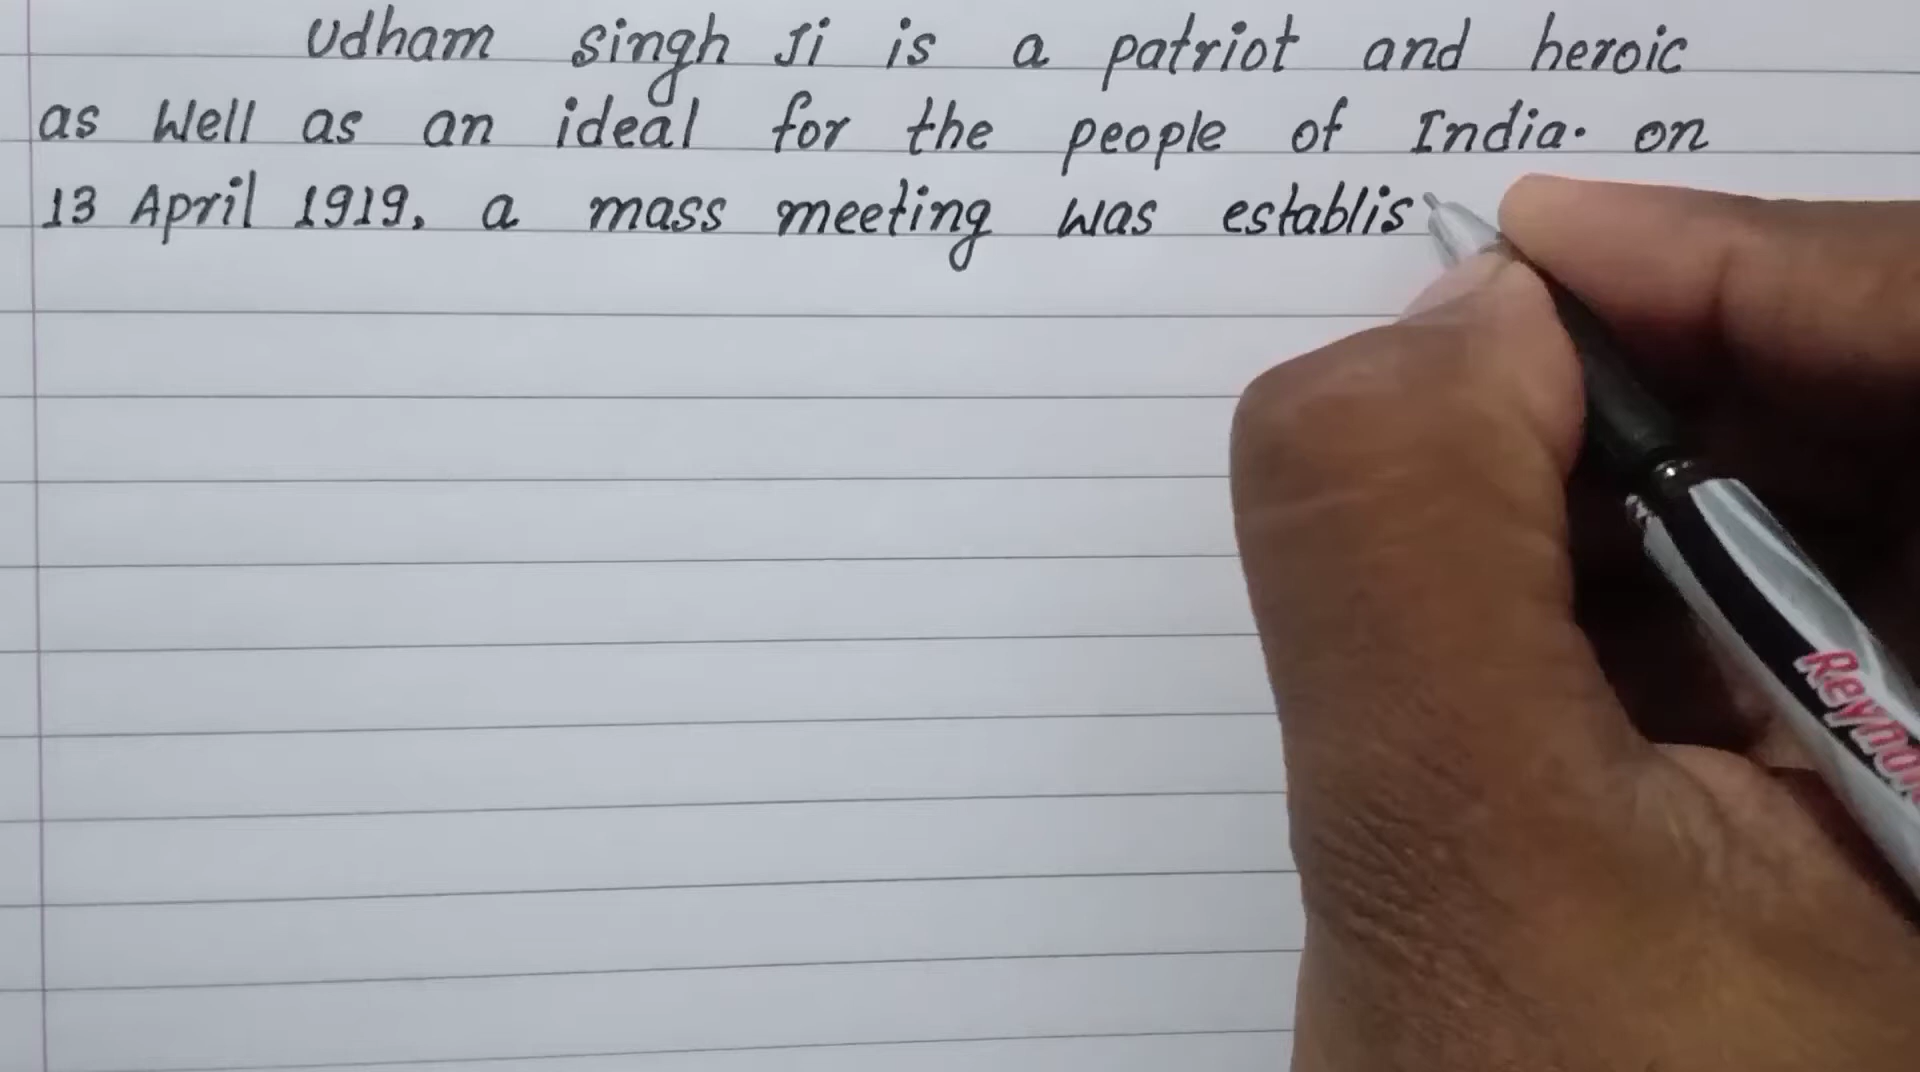 Udham singh Ji is a patriot and heroic
as Well as an ideal for the people of India. on
13 April 1919, a mass meeting was establis